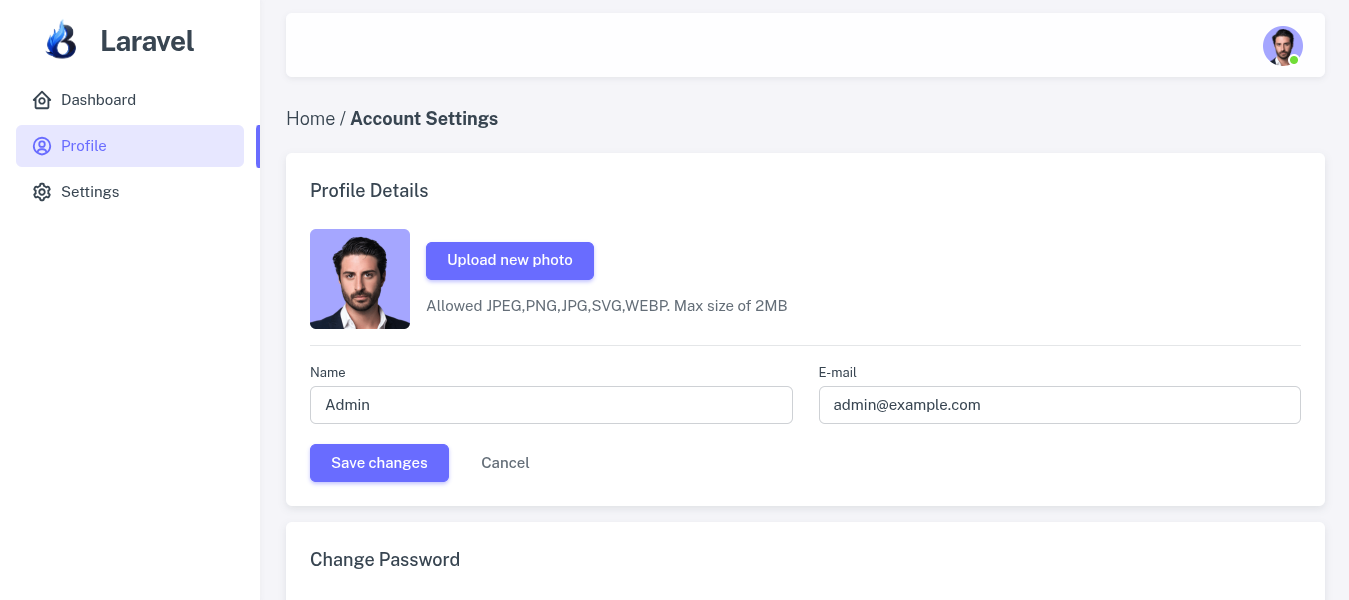 Laravel
Dashboard
Profile
Settings
Home / Account Settings
Profile Details
Upload new photo
Allowed JPEG,PNG,JPG,SVG,WEBP. Max size of 2MB
Name
E-mail
Admin
admin@example.com
Save changes
Cancel
Change Password